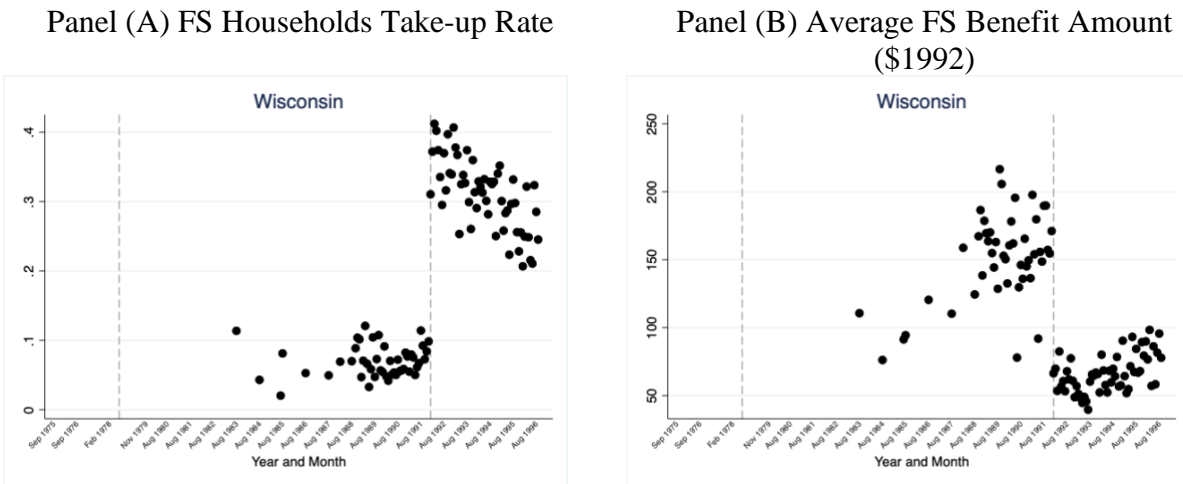 Panel (A) FS Households Take-up Rate
Wisconsin
.4
.3
.2
.1
0
Sep 1975
Sep 1976
Feb 1978
Nov 1979
Aug 1980
Aug 1981
Aug 1982
Aug 1983
Aug 1984
Aug 1985
Aug 1986
Aug 1987
Aug 1988
Aug 1989
Aug 1990
Aug 1991
Aug 1992
Aug 1993
Aug 1994
Aug 1995
Aug 1996
Year and Month
Panel (B) Average FS Benefit Amount
($1992)
Wisconsin
250
200
150
100
50
Sep 1975
Sep 1976
Feb 1978
Nov 1979
Aug 1980
Aug 1981
Aug 1982
Aug 1983
Aug 1984
Aug 1985
Aug 1986
Aug 1987
Aug 1988
Aug 1989
Aug 1990
Aug 1991
Aug 1992
Aug 1993
Aug 1994
Aug 1995
Aug 1996
Year and Month